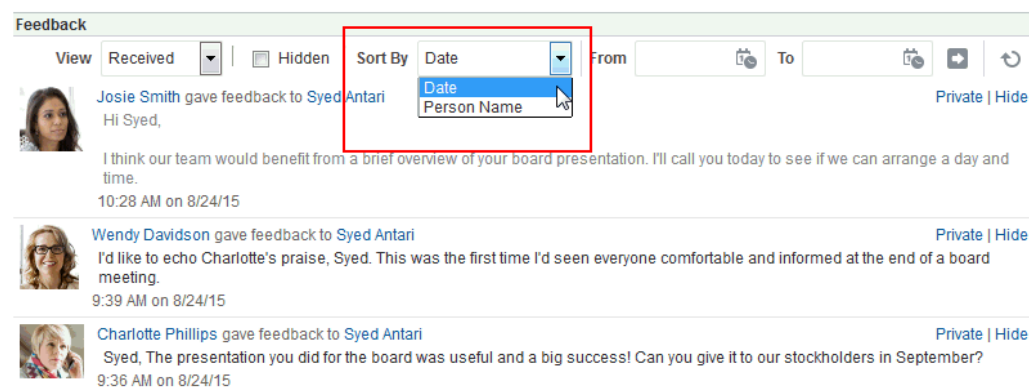 Feedback
View Received Hidden Sort By Date From To
Date
Person Name
Josie Smith gave feedback to Syed Antari Private | Hide
Hi Syed,
I think our team would benefit from a brief overview of your board presentation. I'll call you today to see if we can arrange a day and
time.
10:28 AM on 8/24/15
Wendy Davidson gave feedback to Syed Antari Private | Hide
I'd like to echo Charlotte's praise, Syed. This was the first time I'd seen everyone comfortable and informed at the end of a board
meeting.
9:39 AM on 8/24/15
Charlotte Phillips gave feedback to Syed Antari Private | Hide
Syed, The presentation you did for the board was useful and a big success! Can you give it to our stockholders in September?
9:36 AM on 8/24/15